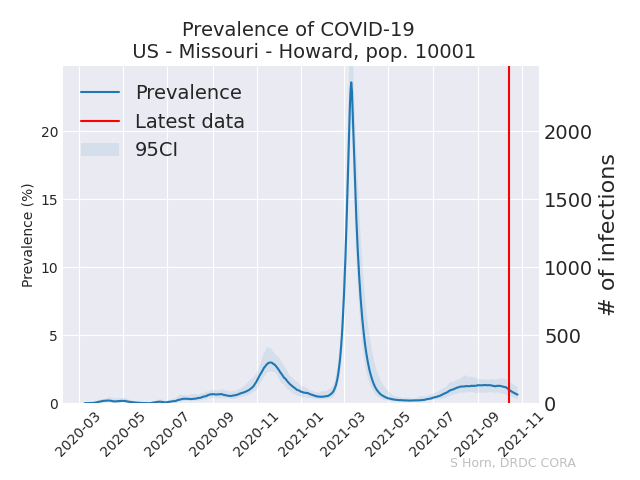 Prevalence of COVID-19
US - Missouri - Howard, pop. 10001
Prevalence
Latest data
95CI
Prevalence (%)
20
15
10
5
0
2000
1500
1000
500
0
# of infections
2020-03
2020-05
2020-07
2020-09
2020-11
2021-01
2021-03
2021-05
2021-07
2021-09
2021-11
S Horn, DRDC CORA